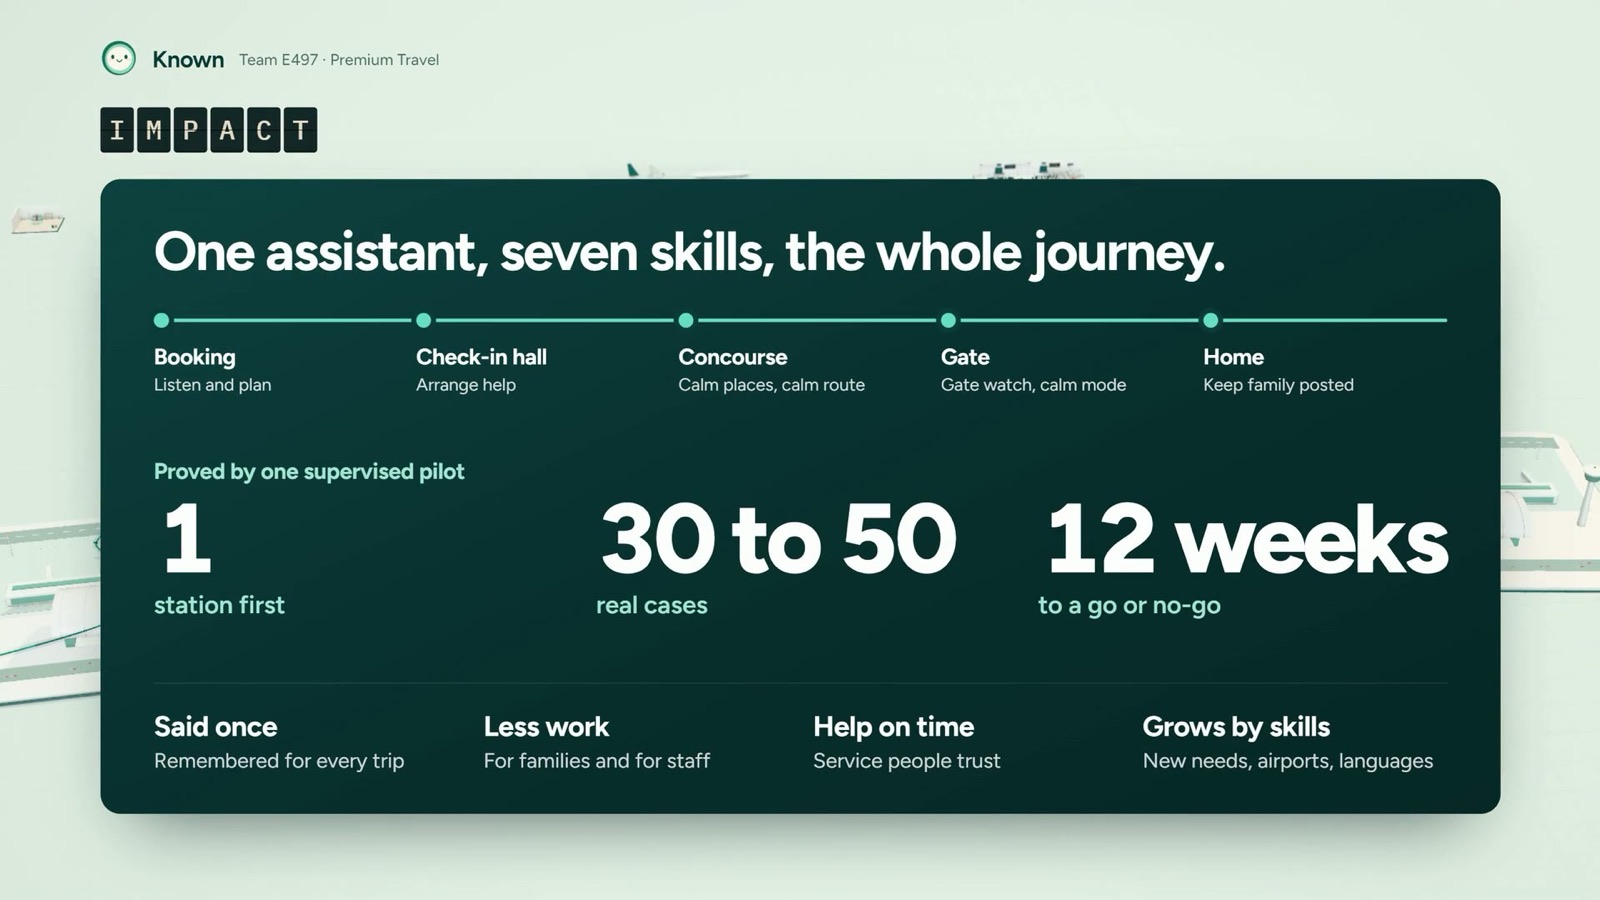 Known Team E497 · Premium Travel
IMPACT
One assistant, seven skills, the whole journey.
Booking
Listen and plan
Check-in hall
Arrange help
Concourse
Calm places, calm route
Gate
Gate watch, calm mode
Home
Keep family posted
Proved by one supervised pilot
1
station first
30 to 50
real cases
12 weeks
to a go or no-go
Said once
Remembered for every trip
Less work
For families and for staff
Help on time
Service people trust
Grows by skills
New needs, airports, languages